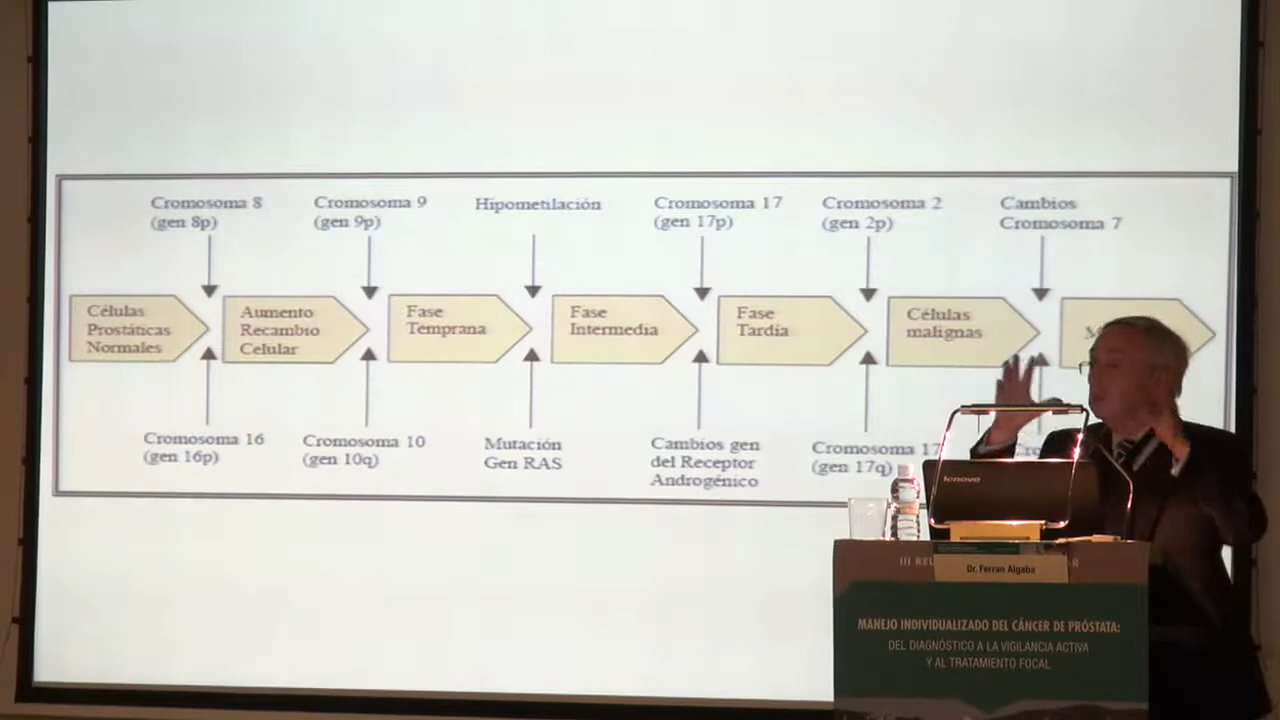 Cromosoma 8
(gen 8p)
Cromosoma 9
(gen 9p)
Hipometilación
Cromosoma 17
(gen 17p)
Cromosoma 2
(gen 2p)
Cambios
Cromosoma 7
Células
Prostáticas
Normales
Aumento
Recambio
Celular
Fase
Temprana
Fase
Intermedia
Fase
Tardía
Células
malignas
Cromosoma 16
(gen 16p)
Cromosoma 10
(gen 10q)
Mutación
Gen RAS
Cambios gen
del Receptor
Androgénico
Cromosoma 17
(gen 17q)
lenovo
III
Dr. Ferran Algaba
MANEJO INDIVIDUALIZADO DEL CÁNCER DE PRÓSTATA:
DEL DIAGNÓSTICO A LA VIGILANCIA ACTIVA
Y AL TRATAMIENTO FOCAL